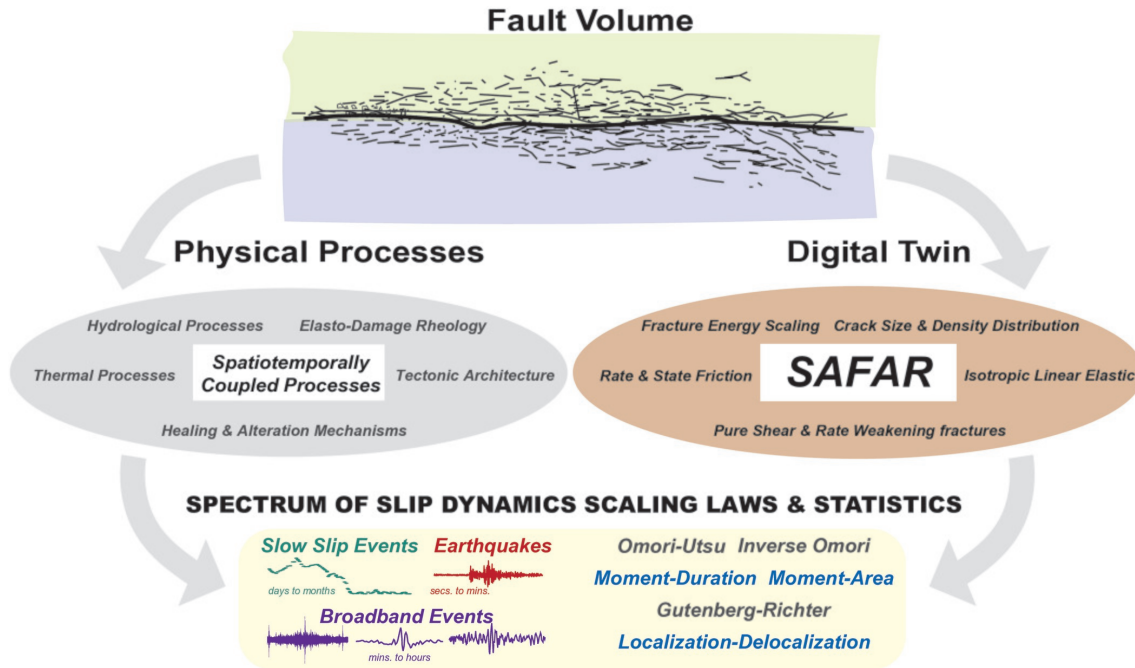 Fault Volume
Physical Processes
Digital Twin
Hydrological Processes
Elasto-Damage Rheology
Thermal Processes
Spatiotemporally
Coupled Processes
Tectonic Architecture
Healing & Alteration Mechanisms
Fracture Energy Scaling
Crack Size & Density Distribution
Rate & State Friction
SAFAR
Isotropic Linear Elastic
Pure Shear & Rate Weakening fractures
SPECTRUM OF SLIP DYNAMICS SCALING LAWS & STATISTICS
Slow Slip Events
days to months
Earthquakes
secs. to mins.
Broadband Events
mins. to hours
Omori-Utsu
Inverse Omori
Moment-Duration
Moment-Area
Gutenberg-Richter
Localization-Delocalization